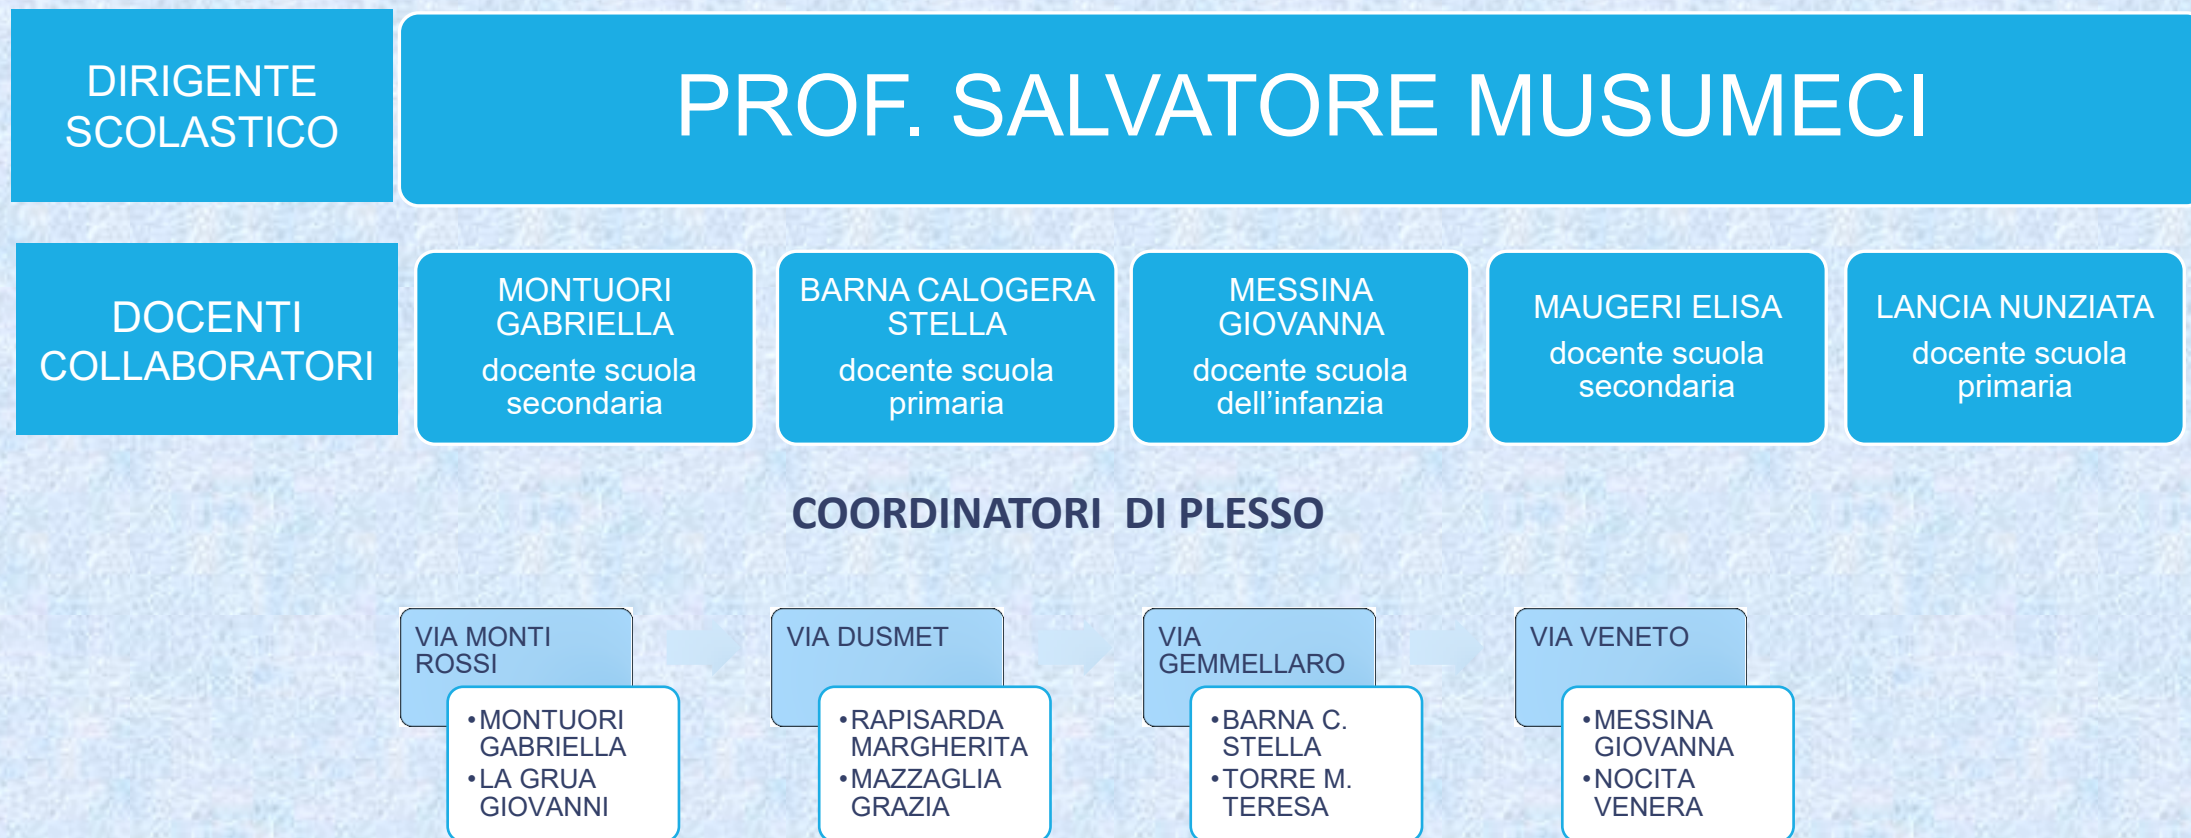 DIRIGENTE
SCOLASTICO
PROF. SALVATORE MUSUMECI
DOCENTI
COLLABORATORI
MONTUORI
GABRIELLA
docente scuola
secondaria
BARNA CALOGERA
STELLA
docente scuola
primaria
MESSINA
GIOVANNA
docente scuola
dell’infanzia
MAUGERI ELISA
docente scuola
secondaria
LANCIA NUNZIATA
docente scuola
primaria
COORDINATORI DI PLESSO
VIA MONTI
ROSSI
•MONTUORI
GABRIELLA
•LA GRUA
GIOVANNI
VIA DUSMET
•RAPISARDA
MARGHERITA
•MAZZAGLIA
GRAZIA
VIA
GEMMELLARO
•BARNA C.
STELLA
•TORRE M.
TERESA
VIA VENETO
•MESSINA
GIOVANNA
•NOCITA
VENERA